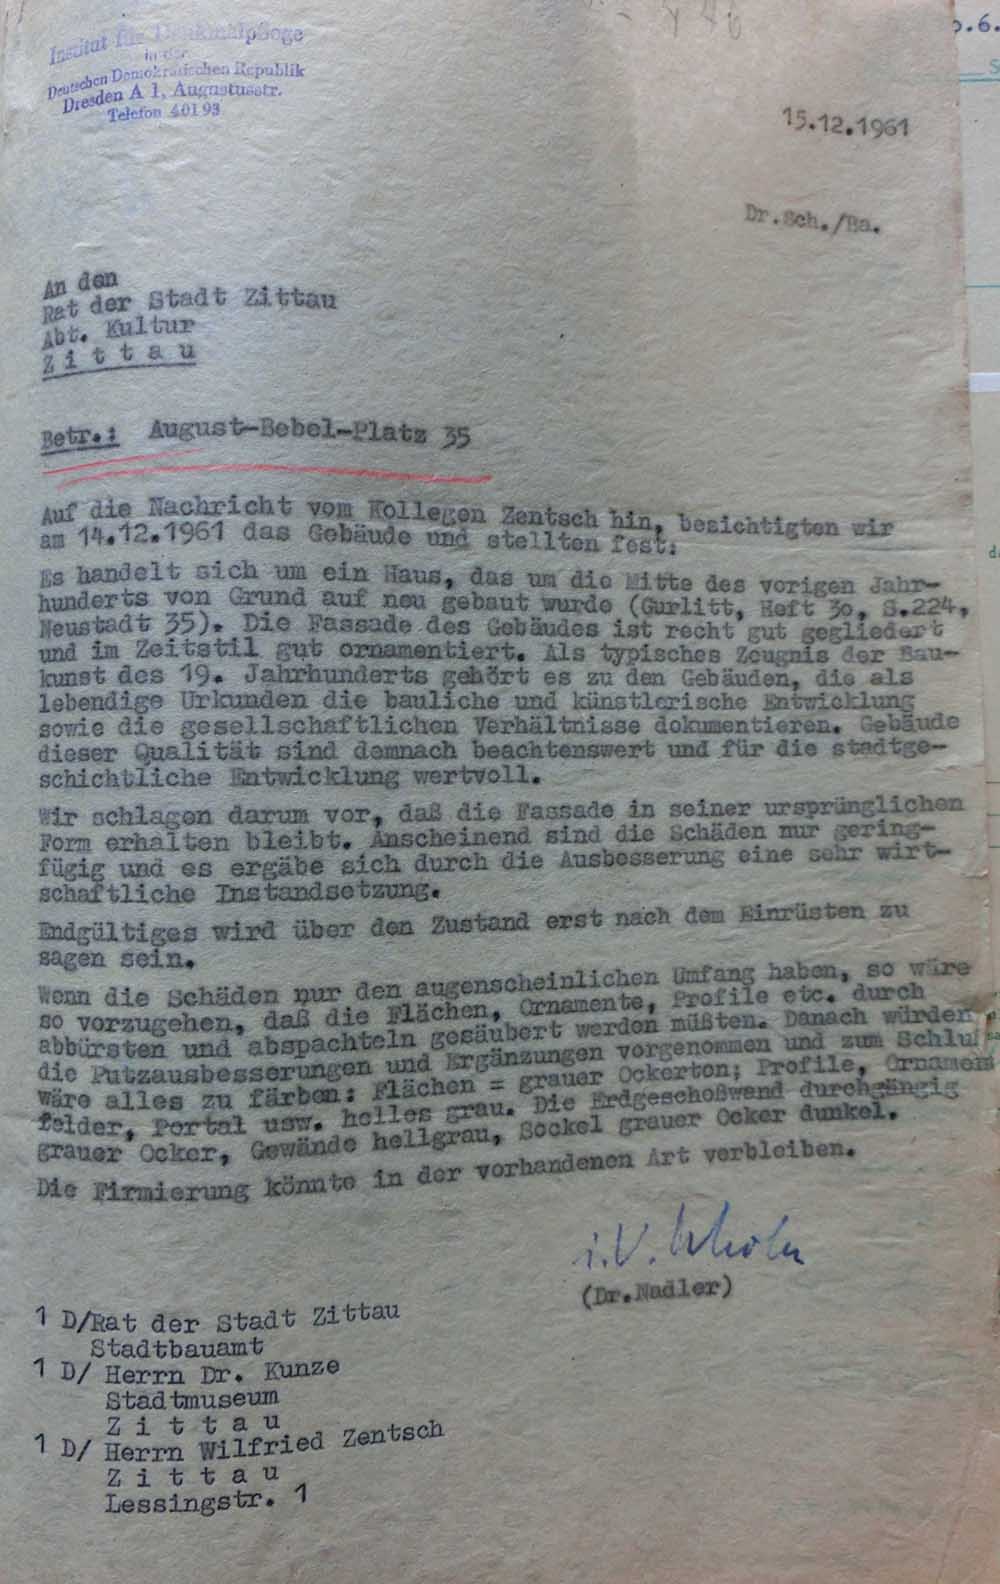 Institut für Denkmalpflege
in der
Deutschen Demokratischen Republik
Dresden A 1, Augustusstr.
Telefon 401 93
15.12.1961
Dr.Sch./Ba.
An den
Rat der Stadt Zittau
Abt. Kultur
Z i t t a u
Betr.: August-Bebel-Platz 35
Auf die Nachricht vom Kollegen Zentsch hin, besichtigten wir
am 14.12.1961 das Gebäude und stellten fest:
Es handelt sich um ein Haus, das um die Mitte des vorigen Jahr-
hunderts von Grund auf neu gebaut wurde (Gurlitt, Heft 3o, S.224,
Neustadt 35). Die Fassade des Gebäudes ist recht gut gegliedert
und im Zeitstil gut ornamentiert. Als typisches Zeugnis der Bau-
kunst des 19. Jahrhunderts gehört es zu den Gebäuden, die als
lebendige Urkunden die bauliche und künstlerische Entwicklung
sowie die gesellschaftlichen Verhältnisse dokumentieren. Gebäude
dieser Qualität sind demnach beachtenswert und für die stadtge-
schichtliche Entwicklung wertvoll.
Wir schlagen darum vor, daß die Fassade in seiner ursprünglichen
Form erhalten bleibt. Anscheinend sind die Schäden nur gering-
fügig und es ergäbe sich durch die Ausbesserung eine sehr wirt-
schaftliche Instandsetzung.
Endgültiges wird über den Zustand erst nach dem Einrüsten zu
sagen sein.
Wenn die Schäden nur den augenscheinlichen Umfang haben, so wäre
so vorzugehen, daß die Flächen, Ornamente, Profile etc. durch
abbürsten und abspachteln gesäubert werden müßten. Danach würden
die Putzausbesserungen und Ergänzungen vorgenommen und zum Schluß
wäre alles zu färben: Flächen = grauer Ockerton; Profile, Ornament
felder, Portal usw. helles grau. Die Erdgeschoßwand durchgängig
grauer Ocker, Gewände hellgrau, Sockel grauer Ocker dunkel.
Die Firmierung könnte in der vorhandenen Art verbleiben.
i.V.
(Dr.Nadler)
1 D/Rat der Stadt Zittau
Stadtbauamt
1 D/ Herrn Dr. Kunze
Stadtmuseum
Z i t t a u
1 D/ Herrn Wilfried Zentsch
Z i t t a u
Lessingstr. 1